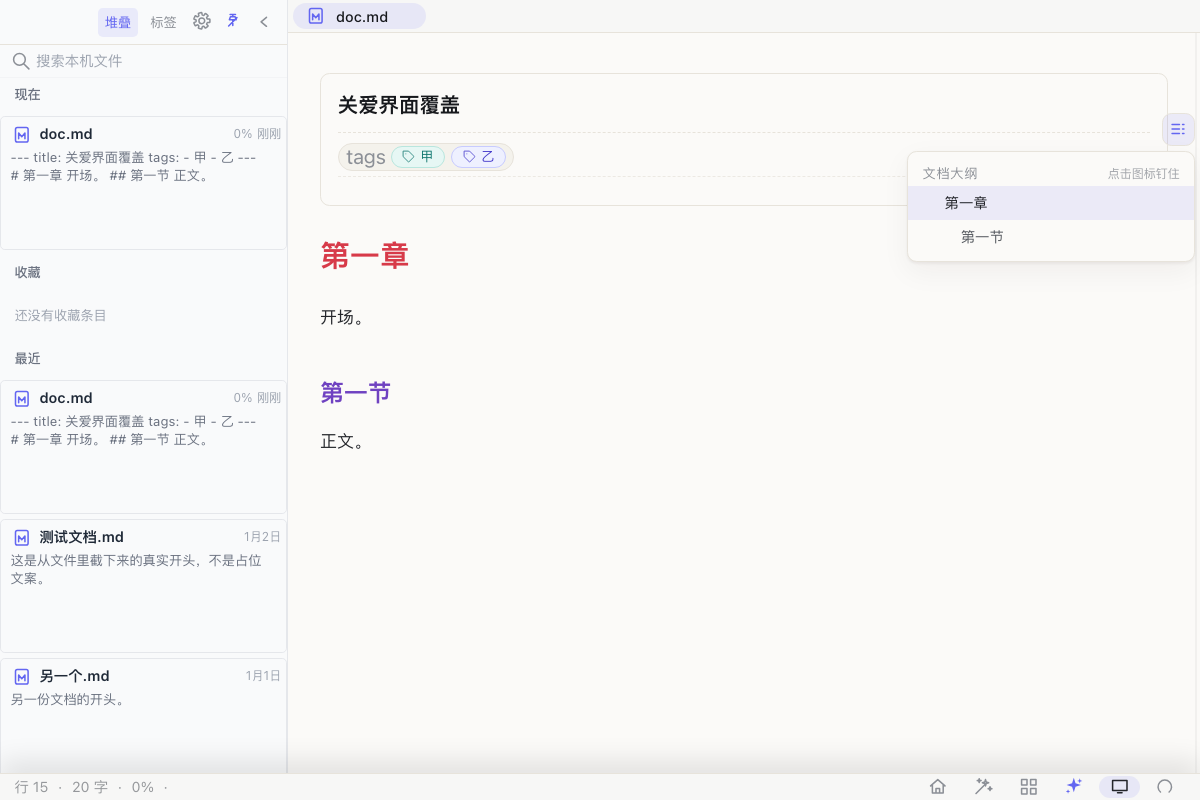 堆叠 标签
搜索本机文件
现在
doc.md 0% 刚刚
--- title: 关爱界面覆盖 tags: - 甲 - 乙 ---
# 第一章 开场。 ## 第一节 正文。
收藏
还没有收藏条目
最近
doc.md 0% 刚刚
--- title: 关爱界面覆盖 tags: - 甲 - 乙 ---
# 第一章 开场。 ## 第一节 正文。
测试文档.md 1月2日
这是从文件里截下来的真实开头，不是占位
文案。
另一个.md 1月1日
另一份文档的开头。
doc.md
关爱界面覆盖
tags 甲 乙
文档大纲 点击图标钉住
第一章
第一节
第一章
开场。
第一节
正文。
行 15 · 20 字 · 0% ·